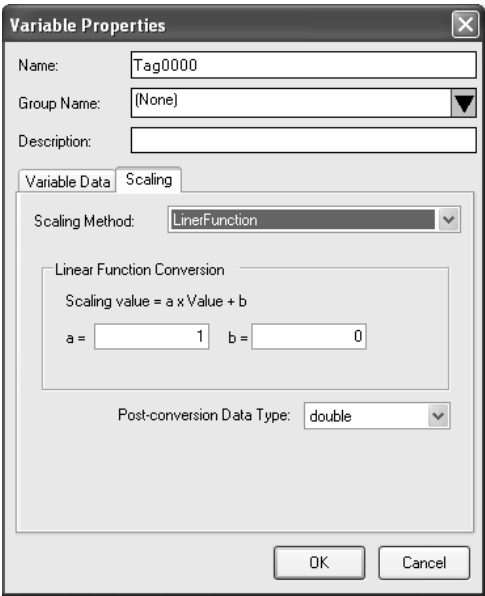 Variable Properties
Name: Tag0000
Group Name: (None)
Description:
Variable Data Scaling
Scaling Method: LinerFunction
Linear Function Conversion
Scaling value = a x Value + b
a = 1 b = 0
Post-conversion Data Type: double
OK Cancel